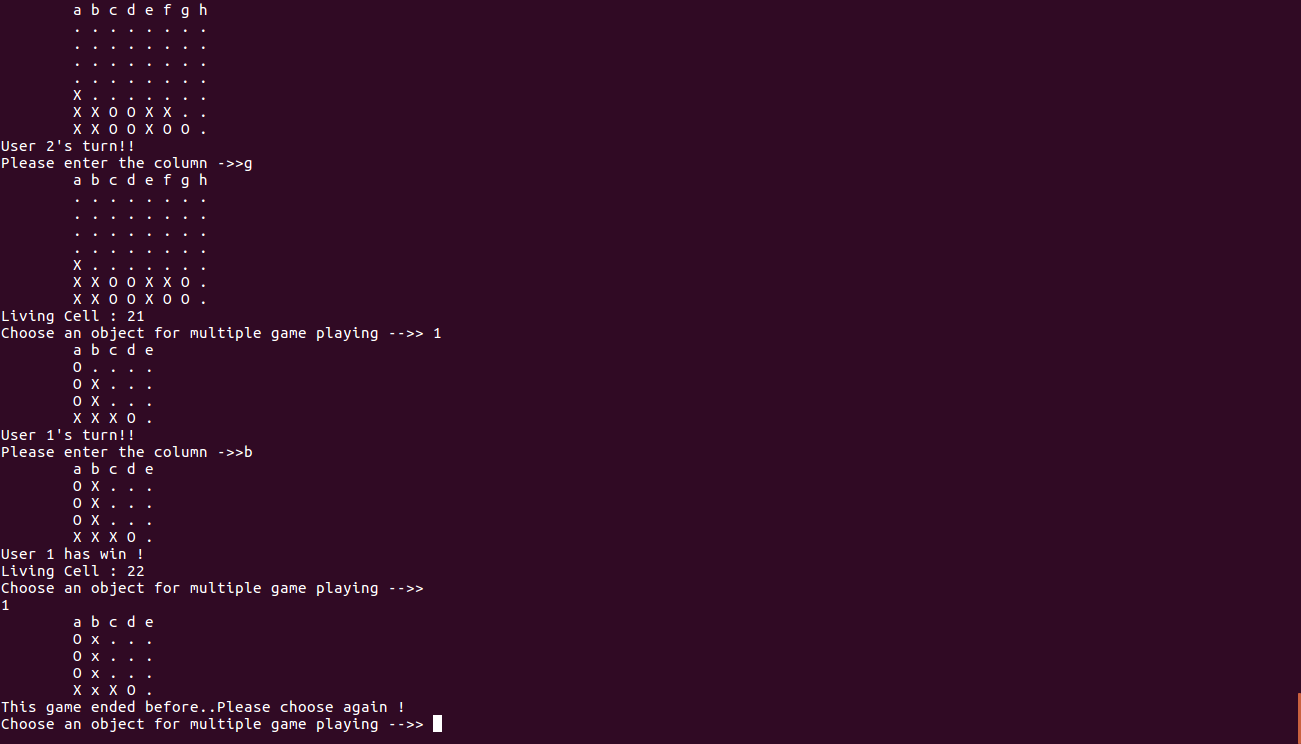 a b c d e f g h
. . . . . . . .
. . . . . . . .
. . . . . . . .
. . . . . . . .
X . . . . . . .
X X O O X X . .
X X O O X O O .
User 2's turn!!
Please enter the column ->>g
a b c d e f g h
. . . . . . . .
. . . . . . . .
. . . . . . . .
. . . . . . . .
X . . . . . . .
X X O O X X O .
X X O O X O O .
Living Cell : 21
Choose an object for multiple game playing -->> 1
a b c d e
O . . . .
O X . . .
O X . . .
X X X O .
User 1's turn!!
Please enter the column ->>b
a b c d e
O X . . .
O X . . .
O X . . .
X X X O .
User 1 has win !
Living Cell : 22
Choose an object for multiple game playing -->>
1
a b c d e
O x . . .
O x . . .
O x . . .
X x X O .
This game ended before..Please choose again !
Choose an object for multiple game playing -->>